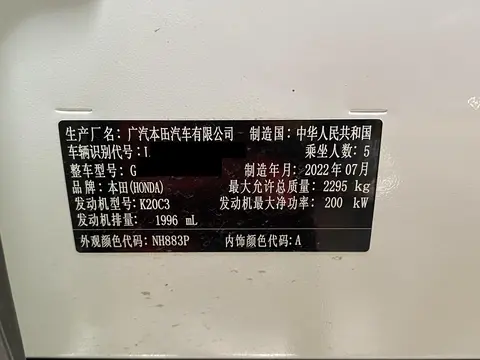 生产厂名：广汽本田汽车有限公司 制造国：中华人民共和国
车辆识别代号： 乘坐人数：5
整车型号：G 制造年月：2022年07月
品牌：本田(HONDA) 最大允许总质量：2295 kg
发动机型号：K20C3 发动机最大净功率：200 kW
发动机排量：1996 mL
外观颜色代码：NH883P 内饰颜色代码：A